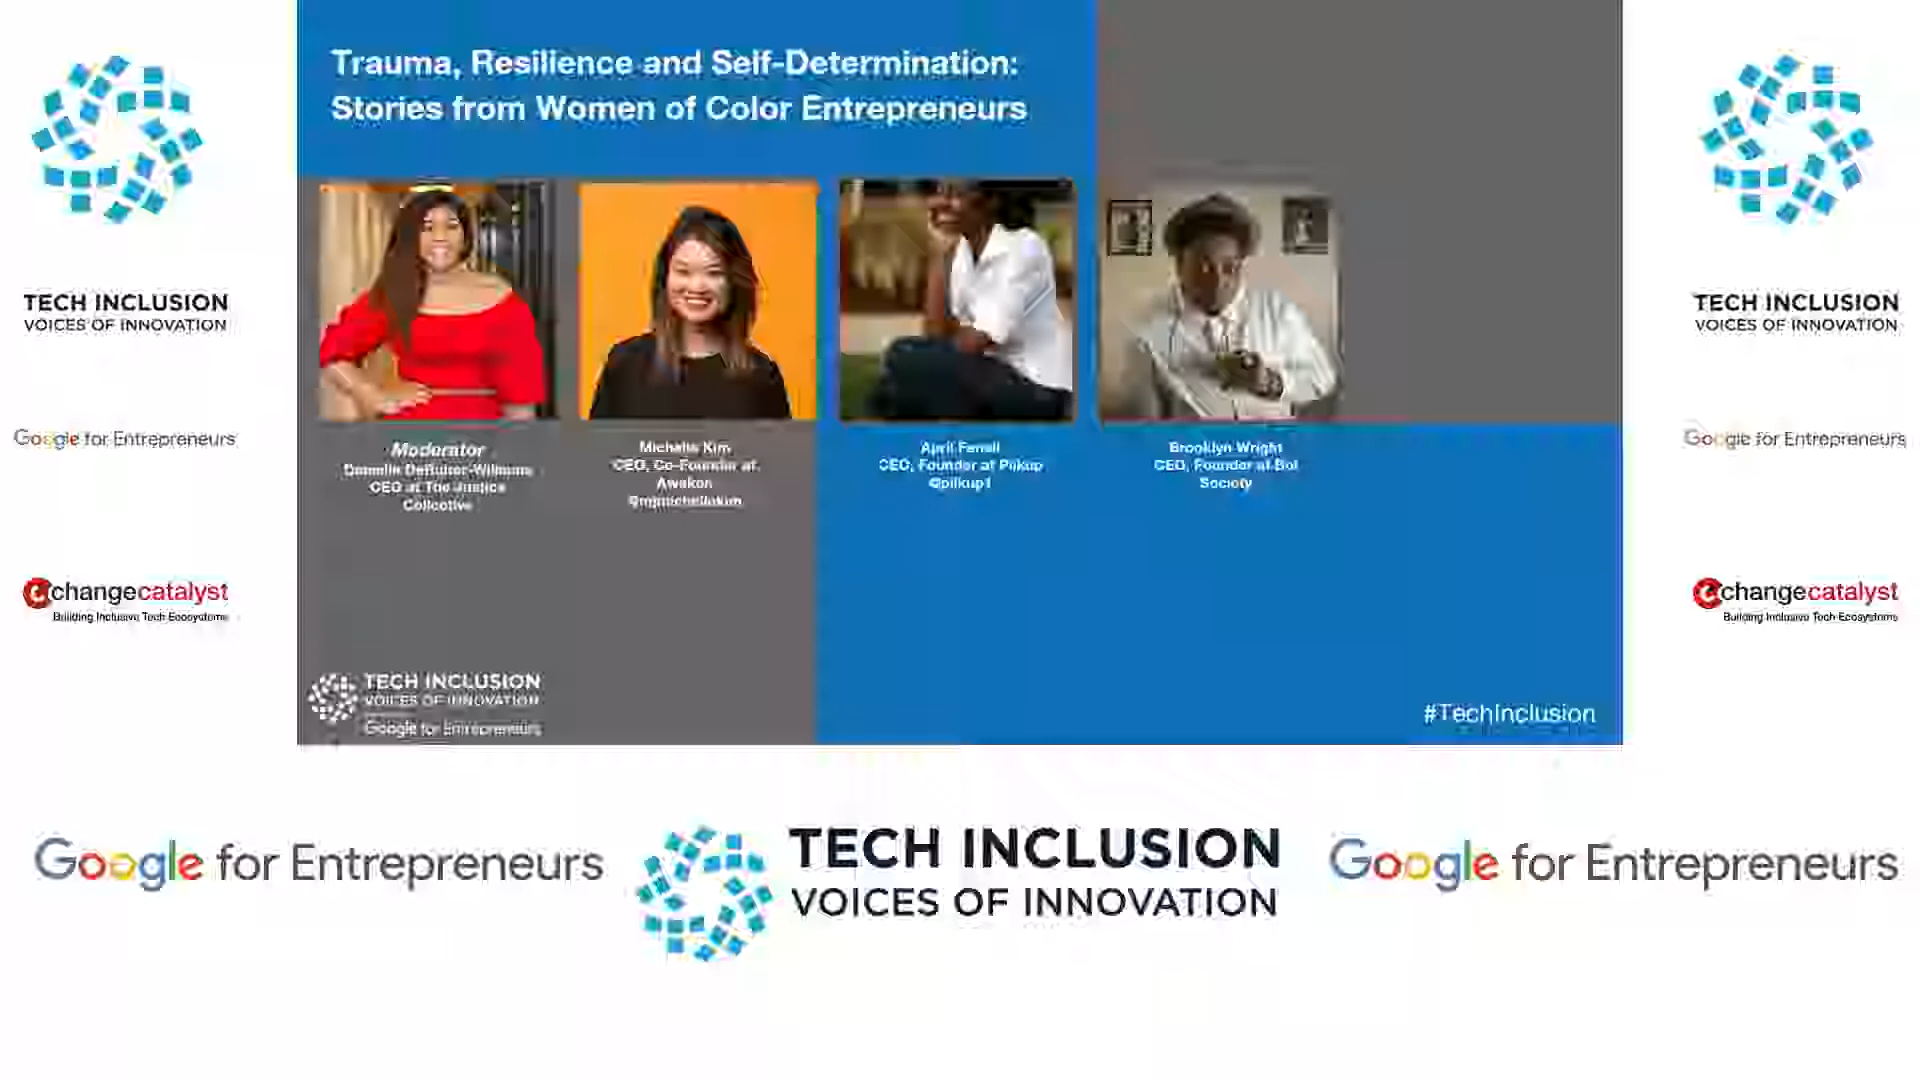 Trauma, Resilience and Self-Determination:
Stories from Women of Color Entrepreneurs
TECH INCLUSION
VOICES OF INNOVATION
Google for Entrepreneurs
changecatalyst
Building Inclusive Tech Ecosystems
Moderator
CEO at The Justice
Collective
Michelle Kim
CEO, Co-Founder at
Awaken
April
CEO, Founder at Piikup
@piikup1
Brooklyn Wright
CEO, Founder at Bot
Society
TECH INCLUSION
VOICES OF INNOVATION
Google for Entrepreneurs
changecatalyst
Building Inclusive Tech Ecosystems
TECH INCLUSION
VOICES OF INNOVATION
Google for Entrepreneurs
#TechInclusion
Google for Entrepreneurs
TECH INCLUSION
VOICES OF INNOVATION
Google for Entrepreneurs